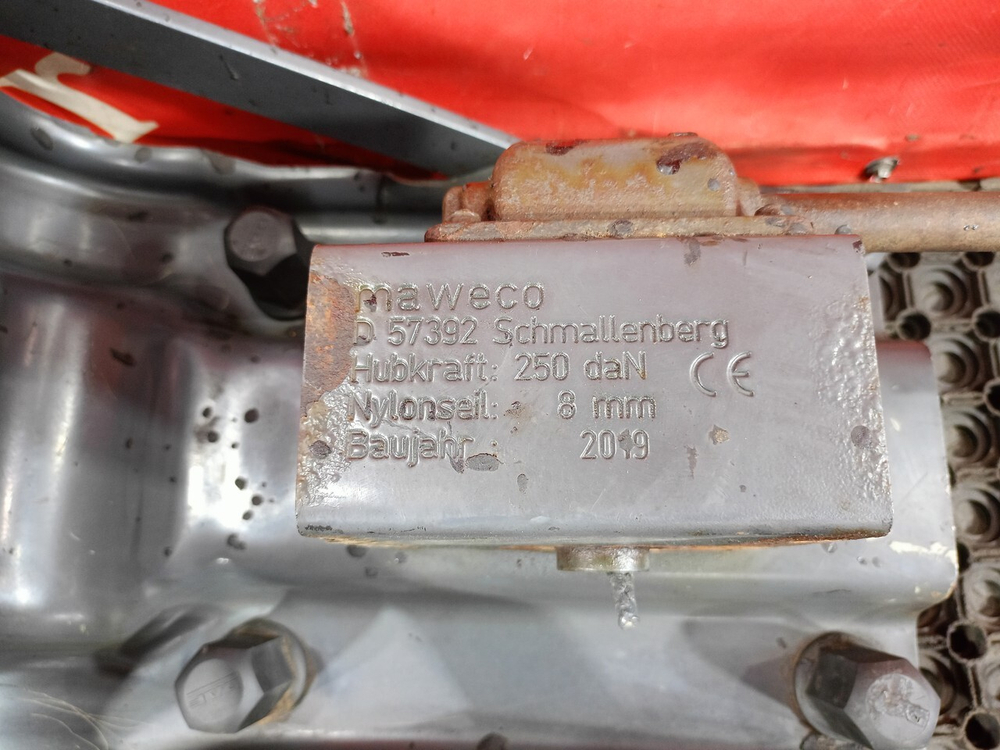 maweco
D 57392 Schmallenberg
Hubkraft: 250 daN CE
Nylonseil: 8 mm
Baujahr : 2019